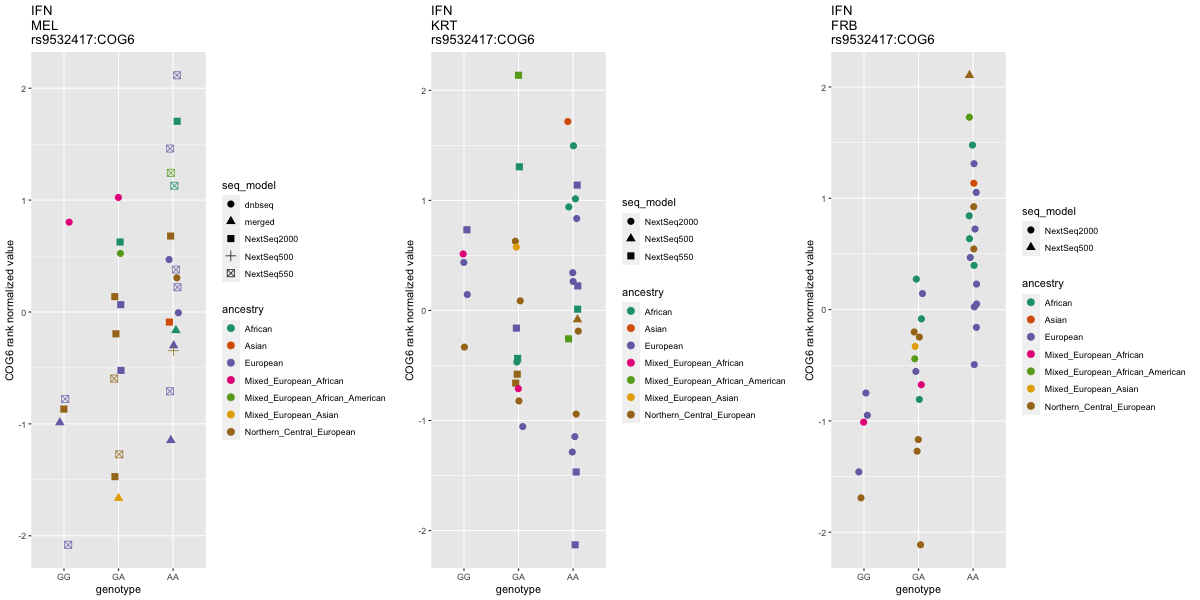 IFN
MEL
rs9532417:COG6
COG6 rank normalized value
2
1
0
-1
-2
GG GA AA
genotype
seq_model
dnbseq
merged
NextSeq2000
NextSeq500
NextSeq550
ancestry
African
Asian
European
Mixed_European_African
Mixed_European_African_American
Mixed_European_Asian
Northern_Central_European
IFN
KRT
rs9532417:COG6
COG6 rank normalized value
2
1
0
-1
-2
GG GA AA
genotype
seq_model
NextSeq2000
NextSeq500
NextSeq550
ancestry
African
Asian
European
Mixed_European_African
Mixed_European_African_American
Mixed_European_Asian
Northern_Central_European
IFN
FRB
rs9532417:COG6
COG6 rank normalized value
2
1
0
-1
-2
GG GA AA
genotype
seq_model
NextSeq2000
NextSeq500
ancestry
African
Asian
European
Mixed_European_African
Mixed_European_African_American
Mixed_European_Asian
Northern_Central_European